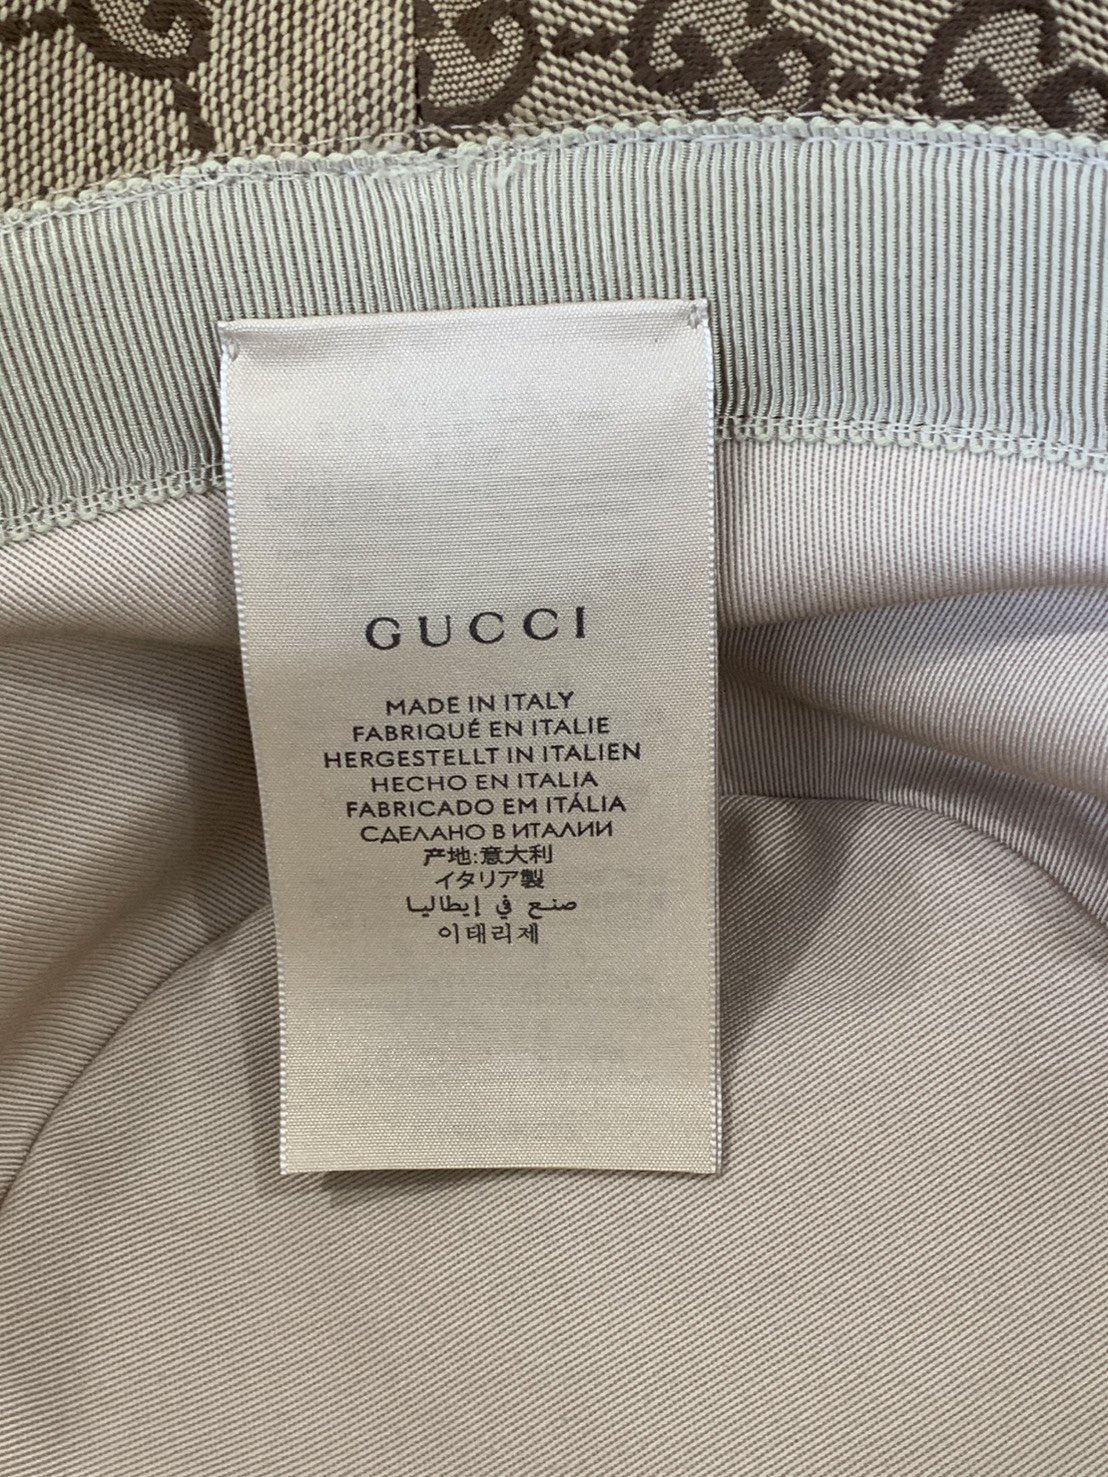 GUCCI
MADE IN ITALY
FABRIQUÉ EN ITALIE
HERGESTELLT IN ITALIEN
HECHO EN ITALIA
FABRICADO EM ITÁLIA
СДЕЛАНО В ИТАЛИИ
产地:意大利
イタリア製
صنع في إيطاليا
이태리제